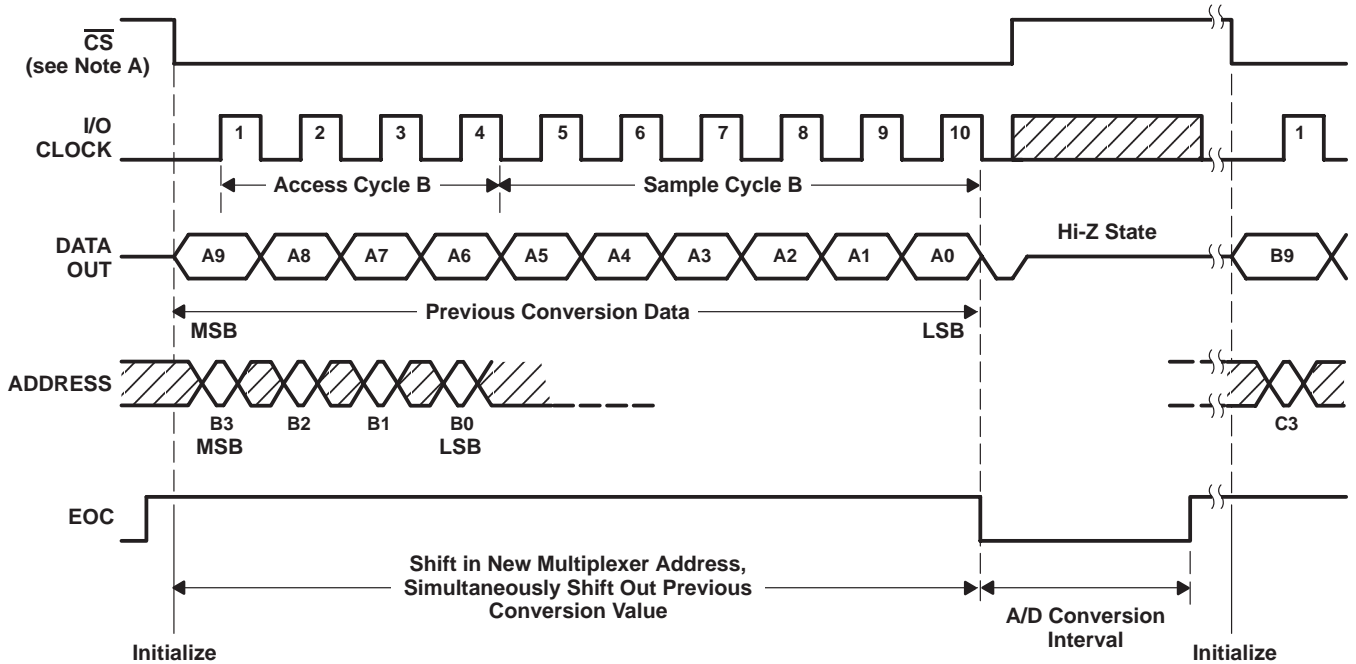 CS
(see Note A)
I/O
CLOCK
1 2 3 4 5 6 7 8 9 10 1
Access Cycle B
Sample Cycle B
DATA
OUT
A9 A8 A7 A6 A5 A4 A3 A2 A1 A0
Hi-Z State
B9
Previous Conversion Data
MSB
LSB
ADDRESS
B3 B2 B1 B0 C3
MSB LSB
EOC
Shift in New Multiplexer Address,
Simultaneously Shift Out Previous
Conversion Value
A/D Conversion
Interval
Initialize
Initialize